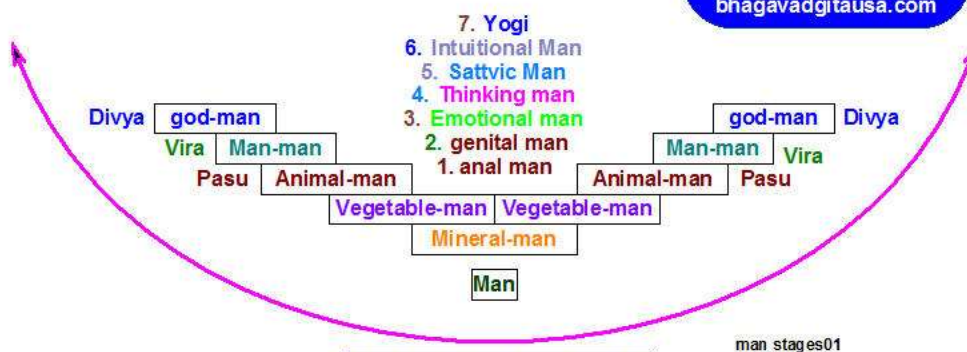 bhagavadgitausa.com
7. Yogi
6. Intuitional Man
5. Sattvic Man
4. Thinking man
3. Emotional man
2. genital man
1. anal man
Divya god-man god-man Divya
Vira Man-man Man-man Vira
Pasu Animal-man Animal-man Pasu
Vegetable-man Vegetable-man
Mineral-man
Man
man stages01